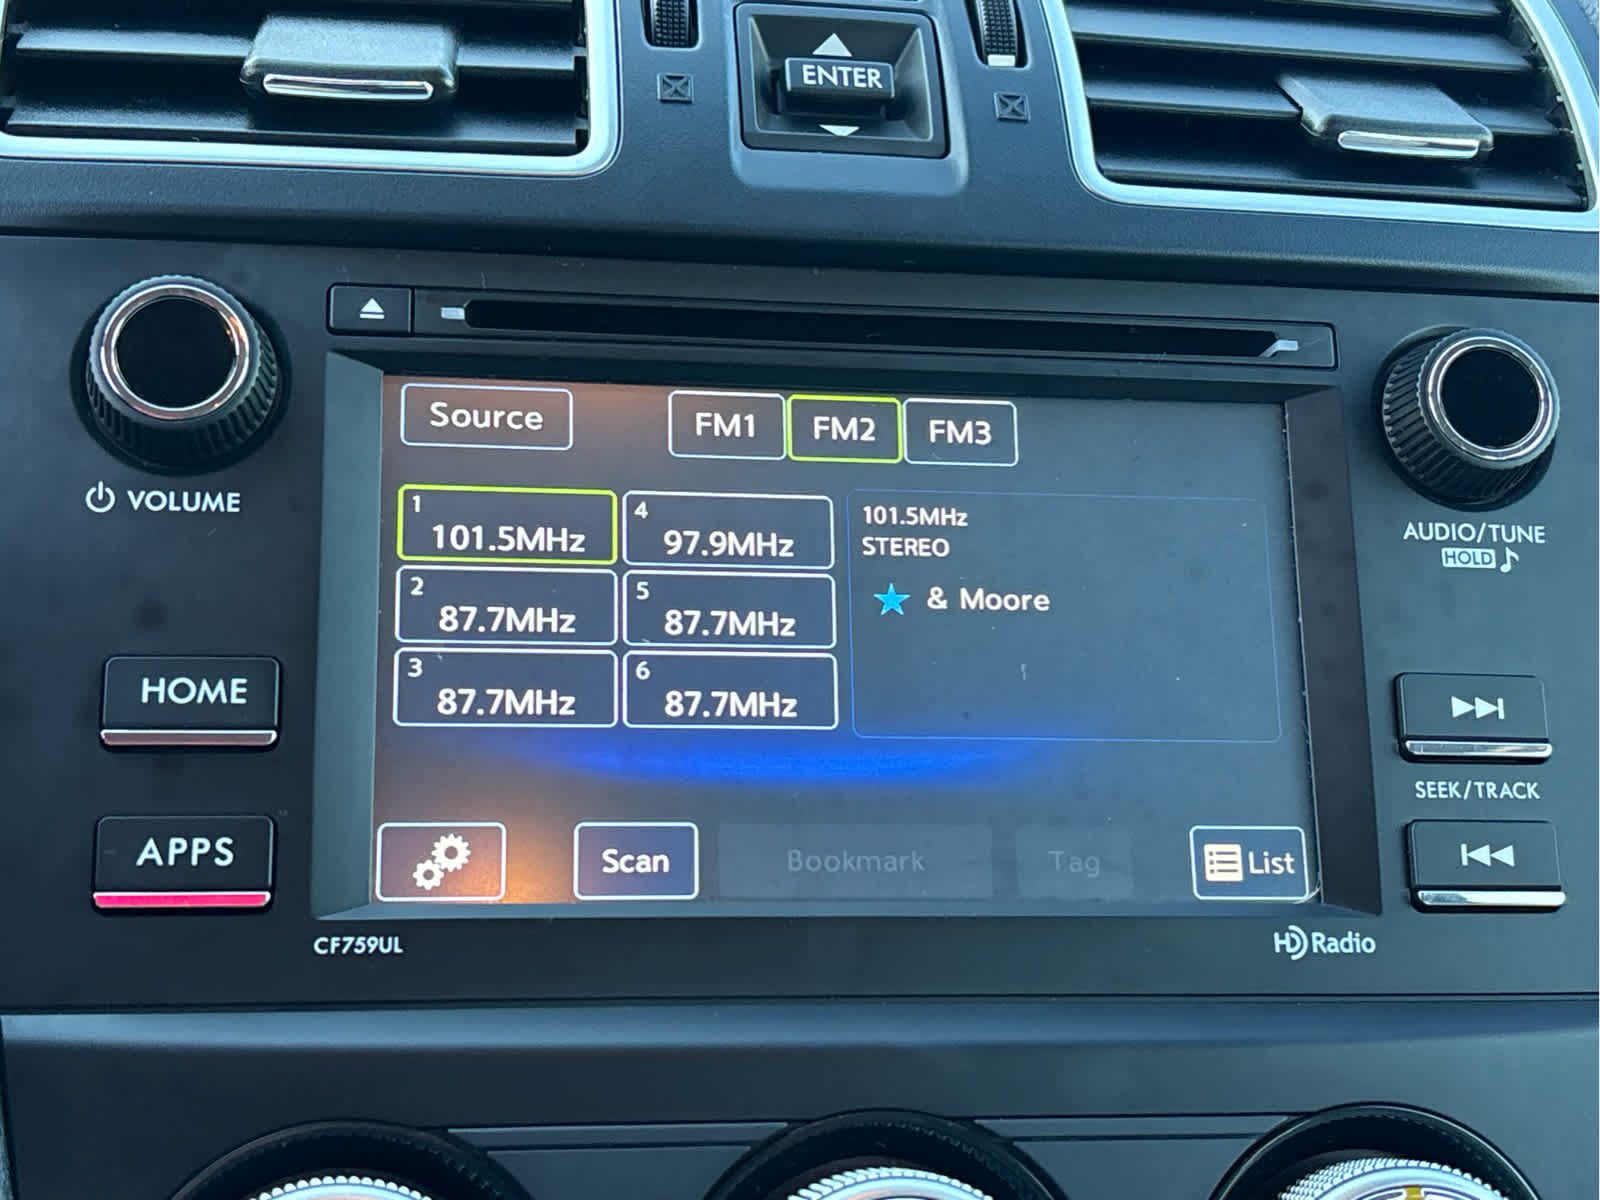 ENTER
VOLUME
HOME
APPS
Source
FM1
FM2
FM3
1
101.5MHz
4
97.9MHz
2
87.7MHz
5
87.7MHz
3
87.7MHz
6
87.7MHz
101.5MHz
STEREO
& Moore
Scan
Bookmark
Tag
List
AUDIO/TUNE
HOLD
SEEK/TRACK
CF759UL
HD Radio